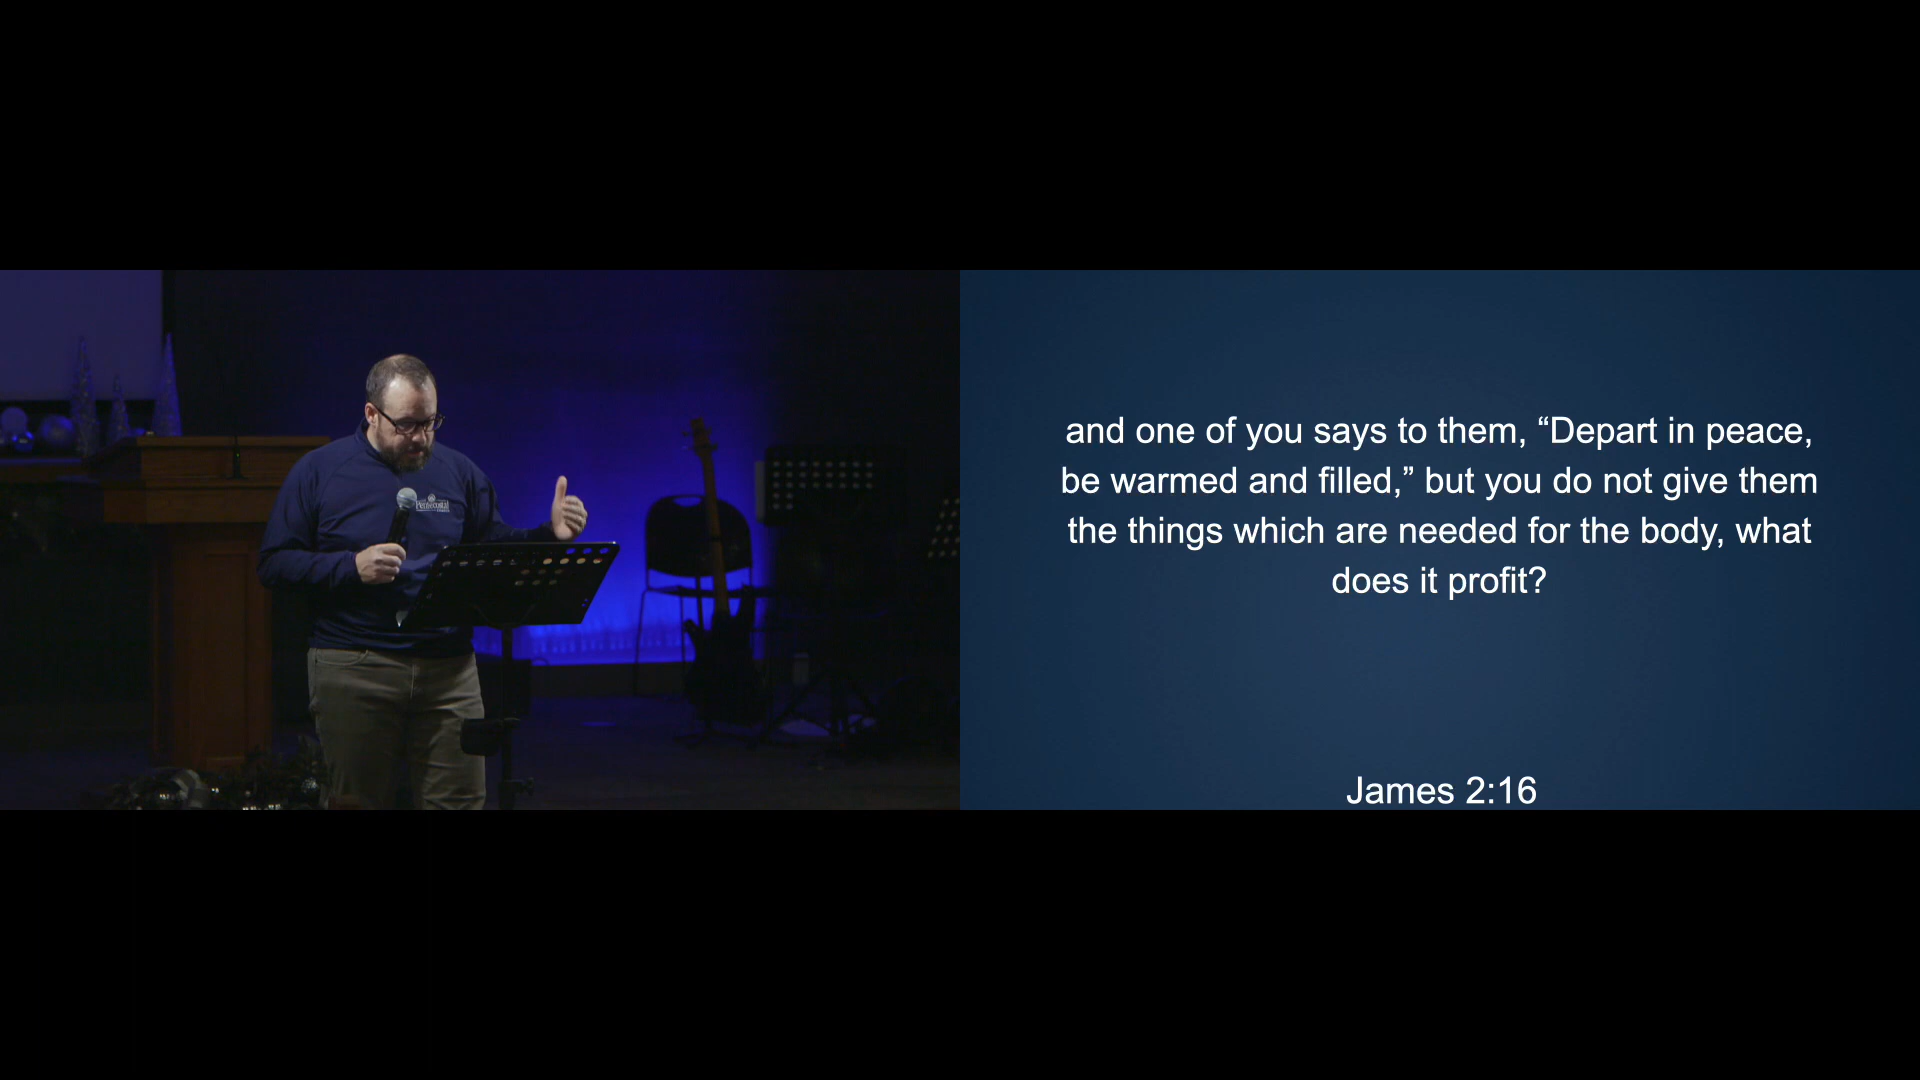 Pentecostal
and one of you says to them, “Depart in peace,
be warmed and filled,” but you do not give them
the things which are needed for the body, what
does it profit?
James 2:16